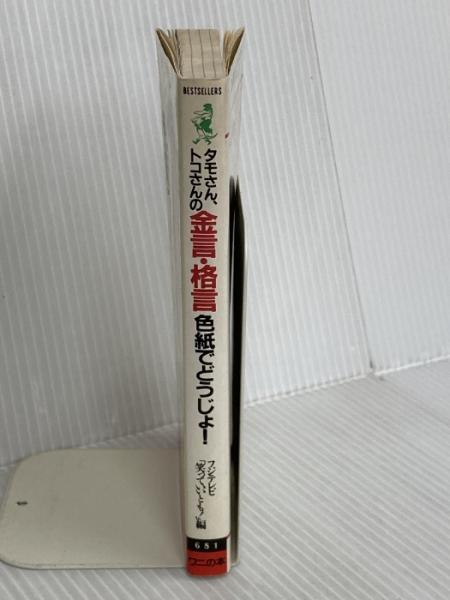 BESTSELLERS
タモさん、
トコさんの
金言・格言
色紙でどうじょ!
フジテレビ
「笑っていいとも!」編
681
ワニの本